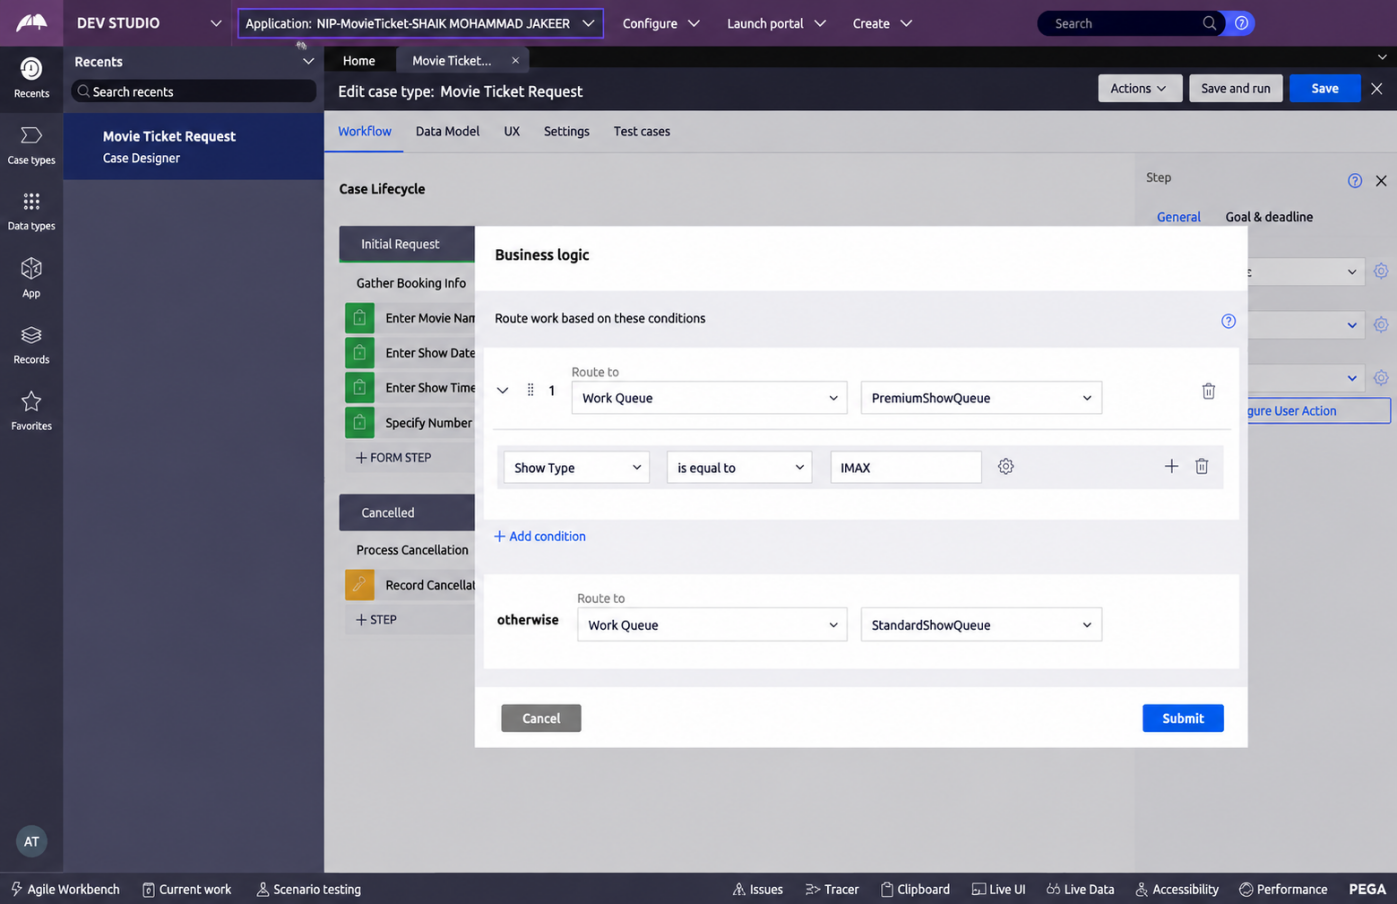 DEV STUDIO
Application: NIP-MovieTicket-SHAIK MOHAMMAD JAKEER
Configure
Launch portal
Create
Search
Recents
Search recents
Movie Ticket Request
Case Designer
Recents
Case types
Data types
App
Records
Favorites
AT
Home
Movie Ticket...
Edit case type: Movie Ticket Request
Actions
Save and run
Save
Workflow
Data Model
UX
Settings
Test cases
Case Lifecycle
Initial Request
Gather Booking Info
Enter Movie Nam
Enter Show Date
Enter Show Time
Specify Number
+ FORM STEP
Cancelled
Process Cancellation
Record Cancellat
+ STEP
Step
General
Goal & deadline
gure User Action
Business logic
Route work based on these conditions
1
Route to
Work Queue
PremiumShowQueue
Show Type
is equal to
IMAX
+ Add condition
otherwise
Route to
Work Queue
StandardShowQueue
Cancel
Submit
Agile Workbench
Current work
Scenario testing
Issues
Tracer
Clipboard
Live UI
Live Data
Accessibility
Performance
PEGA